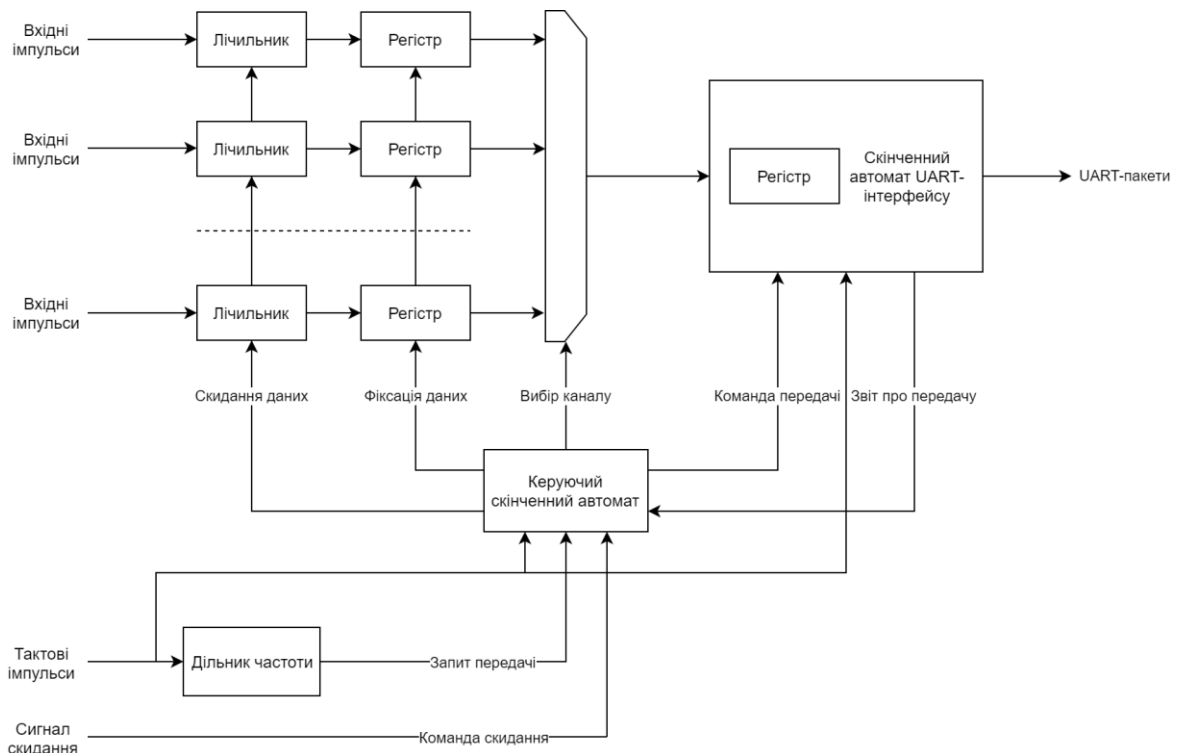 Вхідні
імпульси
Лічильник
Регістр
Вхідні
імпульси
Лічильник
Регістр
Регістр
Скінченний
автомат UART-
інтерфейсу
UART-пакети
Вхідні
імпульси
Лічильник
Регістр
Скидання даних
Фіксація даних
Вибір каналу
Команда передачі
Звіт про передачу
Керуючий
скінченний автомат
Тактові
імпульси
Дільник частоти
Запит передачі
Сигнал
скидання
Команда скидання